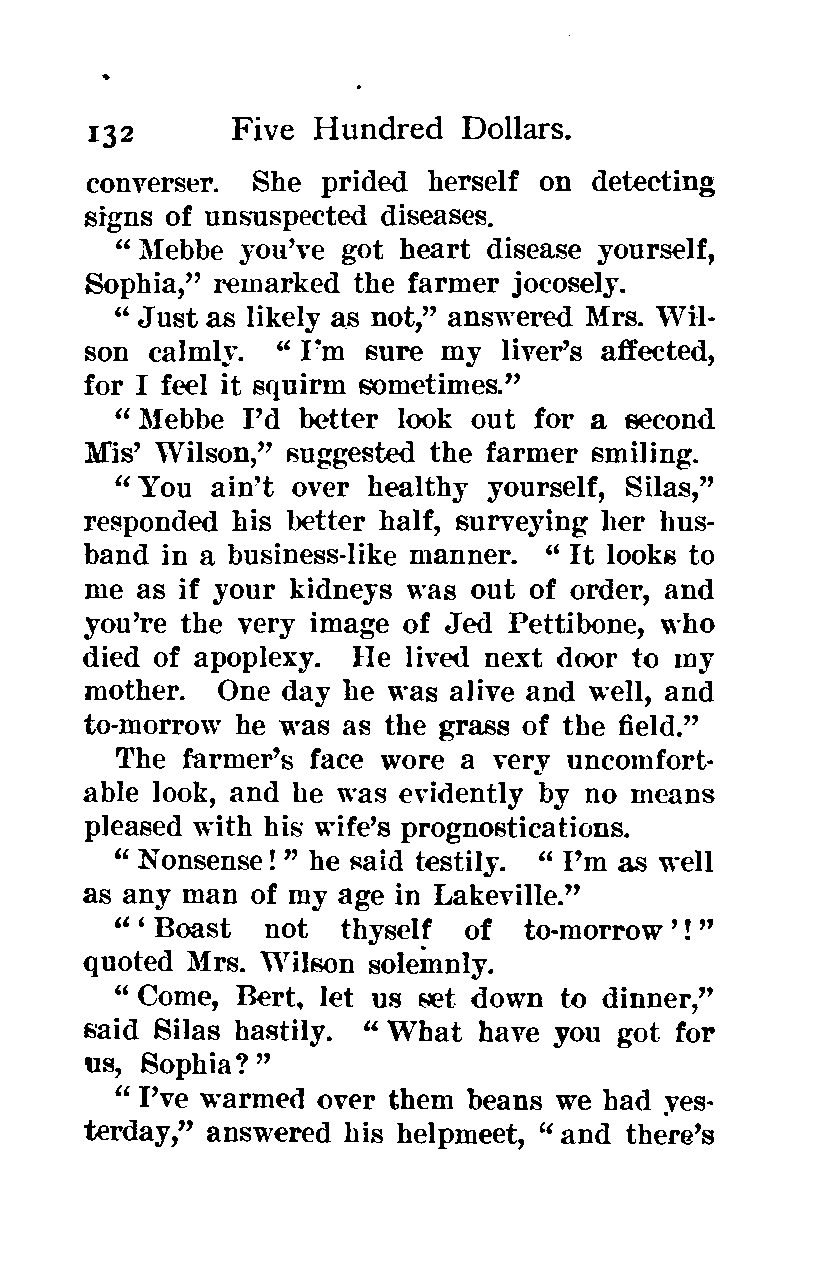 132 Five Hundred Dollars.
converser. She prided herself on detecting
signs of unsuspected diseases.
“Mebbe you’ve got heart disease yourself,
Sophia,” remarked the farmer jocosely.
“Just as likely as not,” answered Mrs. Wil-
son calmly. “I’m sure my liver’s affected,
for I feel it squirm sometimes.”
“Mebbe I’d better look out for a second
Mis’ Wilson,” suggested the farmer smiling.
“You ain’t over healthy yourself, Silas,”
responded his better half, surveying her hus-
band in a business-like manner. “It looks to
me as if your kidneys was out of order, and
you’re the very image of Jed Pettibone, who
died of apoplexy. He lived next door to my
mother. One day he was alive and well, and
to-morrow he was as the grass of the field.”
The farmer’s face wore a very uncomfort-
able look, and he was evidently by no means
pleased with his wife’s prognostications.
“Nonsense!” he said testily. “I’m as well
as any man of my age in Lakeville.”
“‘Boast not thyself of to-morrow’!”
quoted Mrs. Wilson solemnly.
“Come, Bert, let us set down to dinner,”
said Silas hastily. “What have you got for
us, Sophia?”
“I’ve warmed over them beans we had yes-
terday,” answered his helpmeet, “and there’s